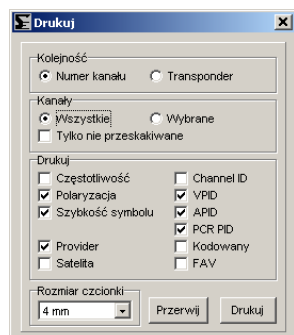 Drukuj
Kolejność
Numer kanału Transponder
Kanały
Wszystkie Wybrane
Tylko nie przeskakiwane
Drukuj
Częstotliwość Channel ID
Polaryzacja VPID
Szybkość symbolu APID
PCR PID
Provider Kodowany
Satelita FAV
Rozmiar czcionki
4 mm Przerwij Drukuj